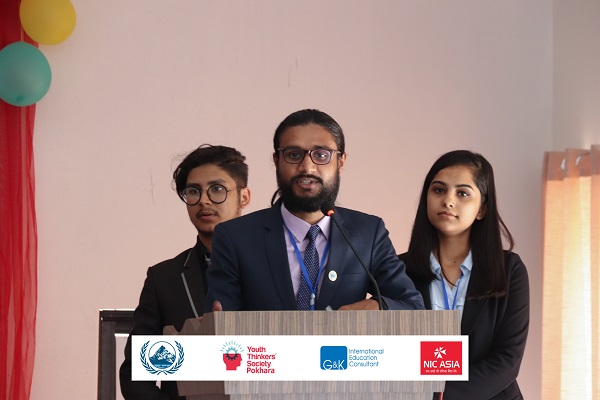 Youth
Thinkers'
Society
Pokhara
G&K
International
Education
Consultant
NIC ASIA